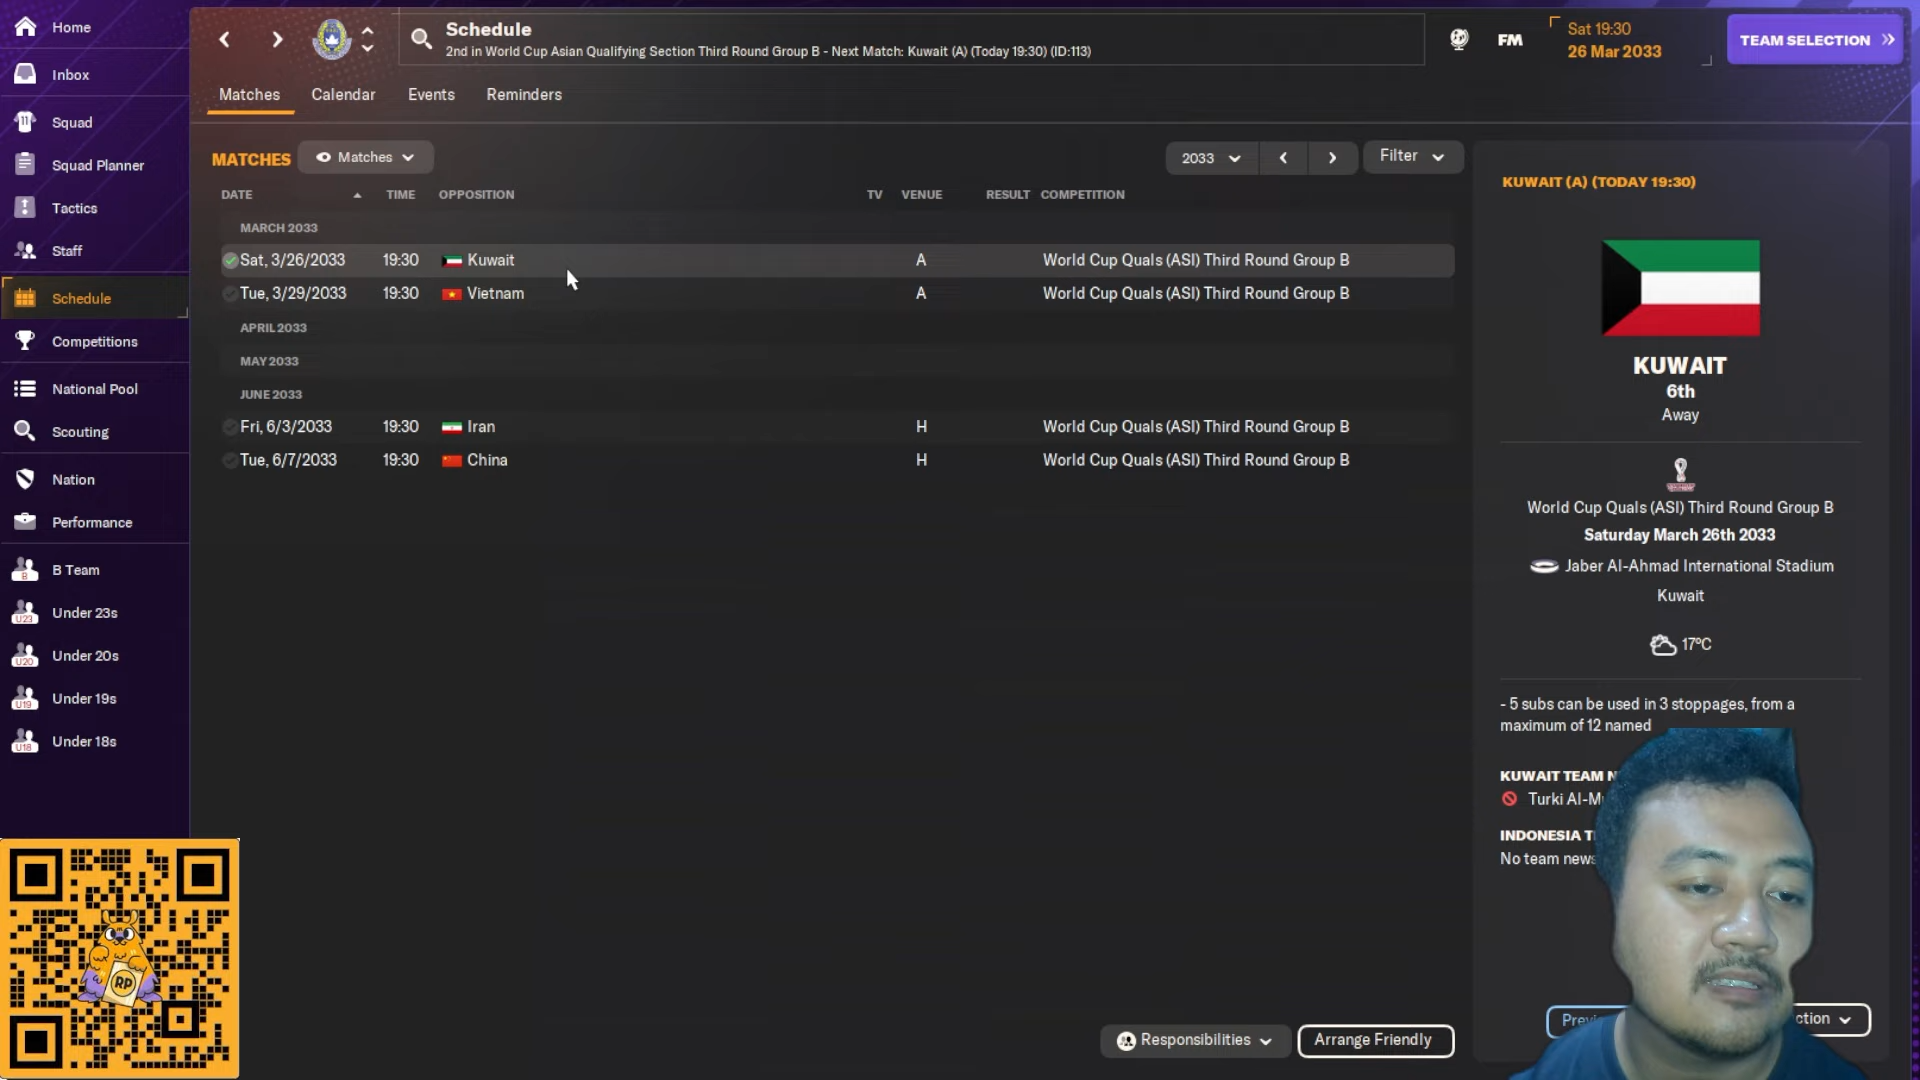 Home
Inbox
Squad
Squad Planner
Tactics
Staff
Schedule
Competitions
National Pool
Scouting
Nation
Performance
B Team
Under 23s
Under 20s
Under 19s
Under 18s
B
U23
U20
U19
U18
Schedule
2nd in World Cup Asian Qualifying Section Third Round Group B - Next Match: Kuwait (A) (Today 19:30) (ID:113)
FM
Sat 19:30
26 Mar 2033
TEAM SELECTION
Matches Calendar Events Reminders
MATCHES Matches 2033 Filter
DATE TIME OPPOSITION TV VENUE RESULT COMPETITION
MARCH 2033
Sat, 3/26/2033 19:30 Kuwait A World Cup Quals (ASI) Third Round Group B
Tue, 3/29/2033 19:30 Vietnam A World Cup Quals (ASI) Third Round Group B
APRIL 2033
MAY 2033
JUNE 2033
Fri, 6/3/2033 19:30 Iran H World Cup Quals (ASI) Third Round Group B
Tue, 6/7/2033 19:30 China H World Cup Quals (ASI) Third Round Group B
Responsibilities Arrange Friendly
KUWAIT (A) (TODAY 19:30)
KUWAIT
6th
Away
World Cup Quals (ASI) Third Round Group B
Saturday March 26th 2033
Jaber Al-Ahmad International Stadium
Kuwait
17°C
- 5 subs can be used in 3 stoppages, from a
maximum of 12 named
KUWAIT TEAM
Turki
INDONESIA
No team news
RP